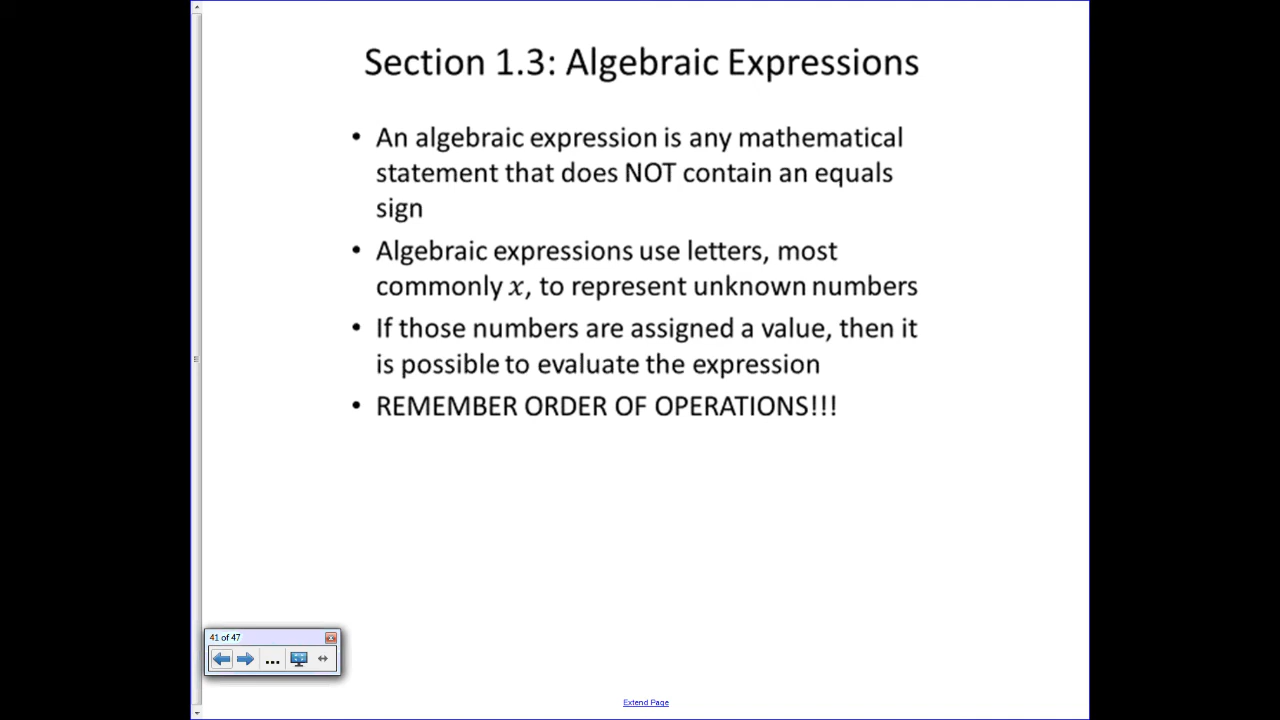 Section 1.3: Algebraic Expressions
• An algebraic expression is any mathematical
statement that does NOT contain an equals
sign
• Algebraic expressions use letters, most
commonly x, to represent unknown numbers
• If those numbers are assigned a value, then it
is possible to evaluate the expression
• REMEMBER ORDER OF OPERATIONS!!!
41 of 47
...
Extend Page